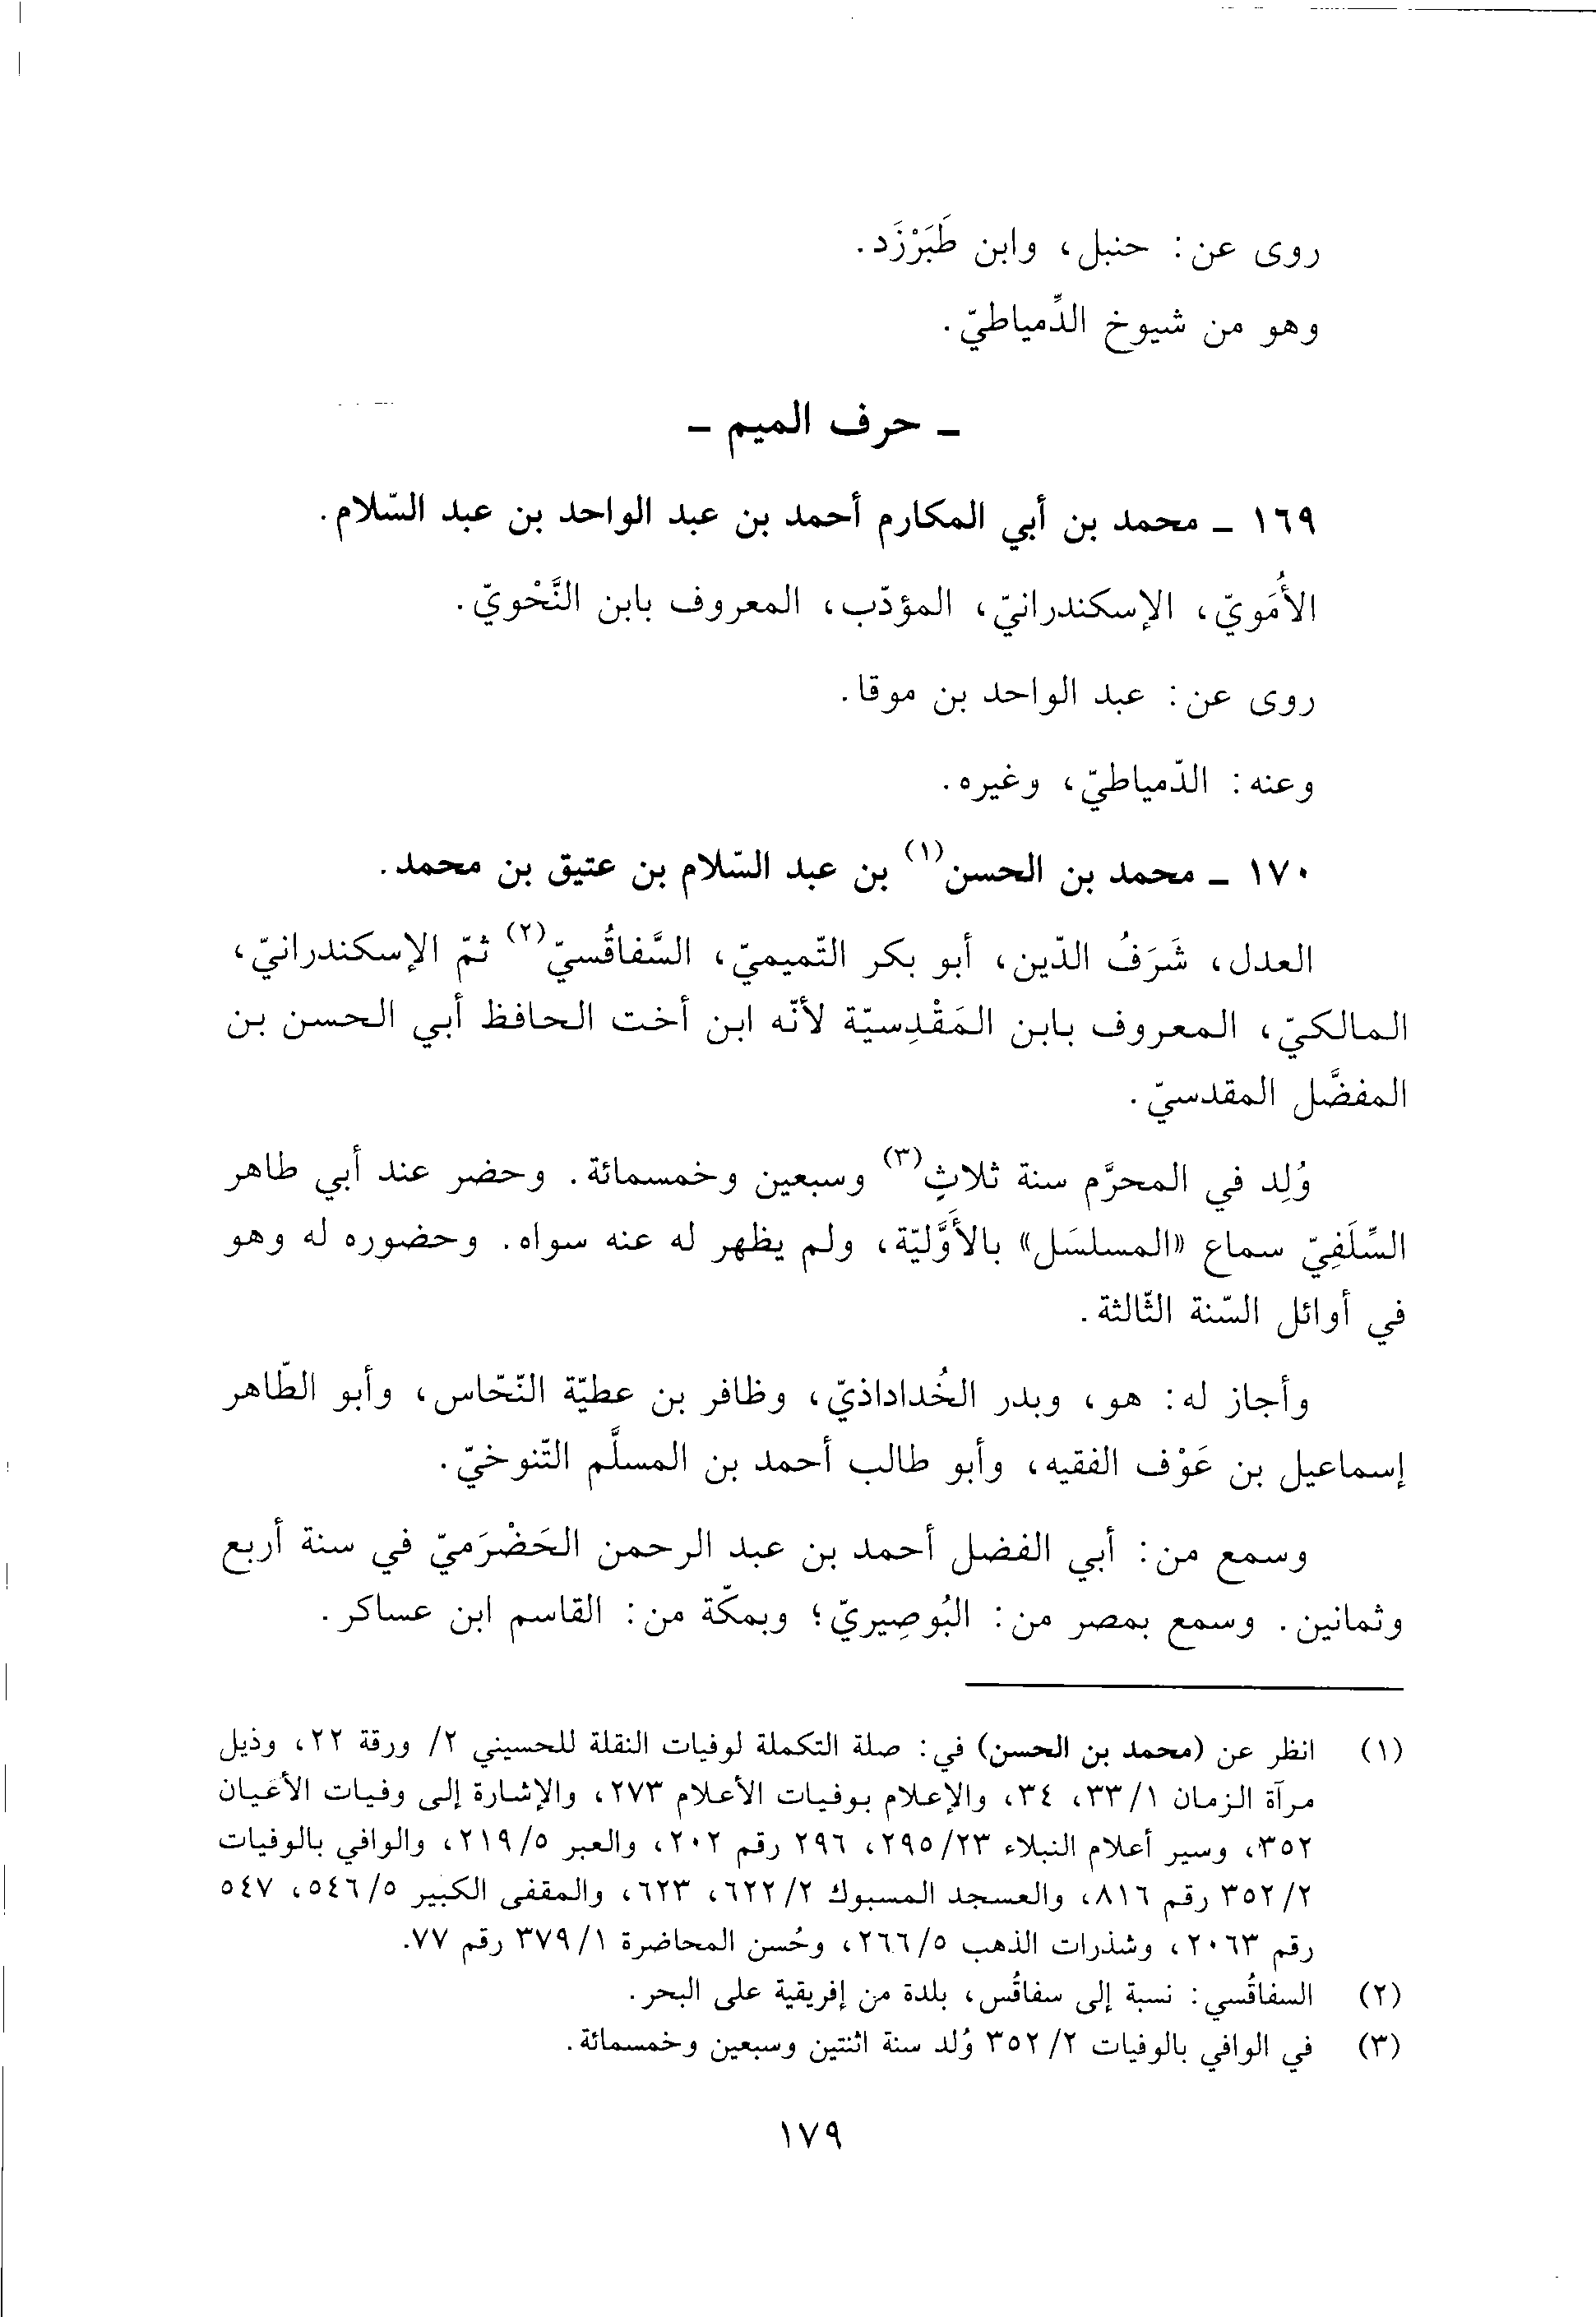 روى عن: حنبل، وابن طَبَرْزَد.
وهو من شيوخ الدِّمياطيّ.
ـ حرف الميم ـ
١٦٩ ـ محمد بن أبي المكارم أحمد بن عبد الواحد بن عبد السّلام.
الأُمَويّ، الإسكندرانيّ، المؤدّب، المعروف بابن النَّحْويّ.
روى عن: عبد الواحد بن موقا.
وعنه: الدّمياطيّ، وغيره.
١٧٠ ـ محمد بن الحسن(١) بن عبد السّلام بن عتيق بن محمد.
العدل، شَرَفُ الدّين، أبو بكر التّميميّ، السَّفاقُسيّ(٢) ثمّ الإسكندرانيّ،
المالكيّ، المعروف بابن المَقْدِسيّة لأنّه ابن أخت الحافظ أبي الحسن بن
المفضَّل المقدسيّ.
وُلِد في المحرَّم سنة ثلاثٍ(٣) وسبعين وخمسمائة. وحضر عند أبي طاهر
السِّلَفِيّ سماع «المسلسَل» بالأَوَّليّة، ولم يظهر له عنه سواه. وحضوره له وهو
في أوائل السّنة الثّالثة.
وأجاز له: هو، وبدر الخُداداذيّ، وظافر بن عطيّة النّحّاس، وأبو الطّاهر
إسماعيل بن عَوْف الفقيه، وأبو طالب أحمد بن المسلَّم التّنوخيّ.
وسمع من: أبي الفضل أحمد بن عبد الرحمن الحَضْرَميّ في سنة أربع
وثمانين. وسمع بمصر من: البُوصِيريّ؛ وبمكّة من: القاسم ابن عساكر.
(١) انظر عن (محمد بن الحسن) في: صلة التكملة لوفيات النقلة للحسيني ٢/ ورقة ٢٢، وذيل
مرآة الزمان ١/ ٣٣، ٣٤، والإعلام بوفيات الأعلام ٢٧٣، والإشارة إلى وفيات الأعيان
٣٥٢، وسير أعلام النبلاء ٢٣/ ٢٩٥، ٢٩٦ رقم ٢٠٢، والعبر ٥/ ٢١٩، والوافي بالوفيات
٢/ ٣٥٢ رقم ٨١٦، والعسجد المسبوك ٢/ ٦٢٢، ٦٢٣، والمقفى الكبير ٥/ ٥٤٦، ٥٤٧
رقم ٢٠٦٣، وشذرات الذهب ٥/ ٢٦٦، وحُسن المحاضرة ١/ ٣٧٩ رقم ٧٧.
(٢) السفاقُسي: نسبة إلى سفاقُس، بلدة من إفريقية على البحر.
(٣) في الوافي بالوفيات ٢/ ٣٥٢ وُلد سنة اثنتين وسبعين وخمسمائة.
١٧٩